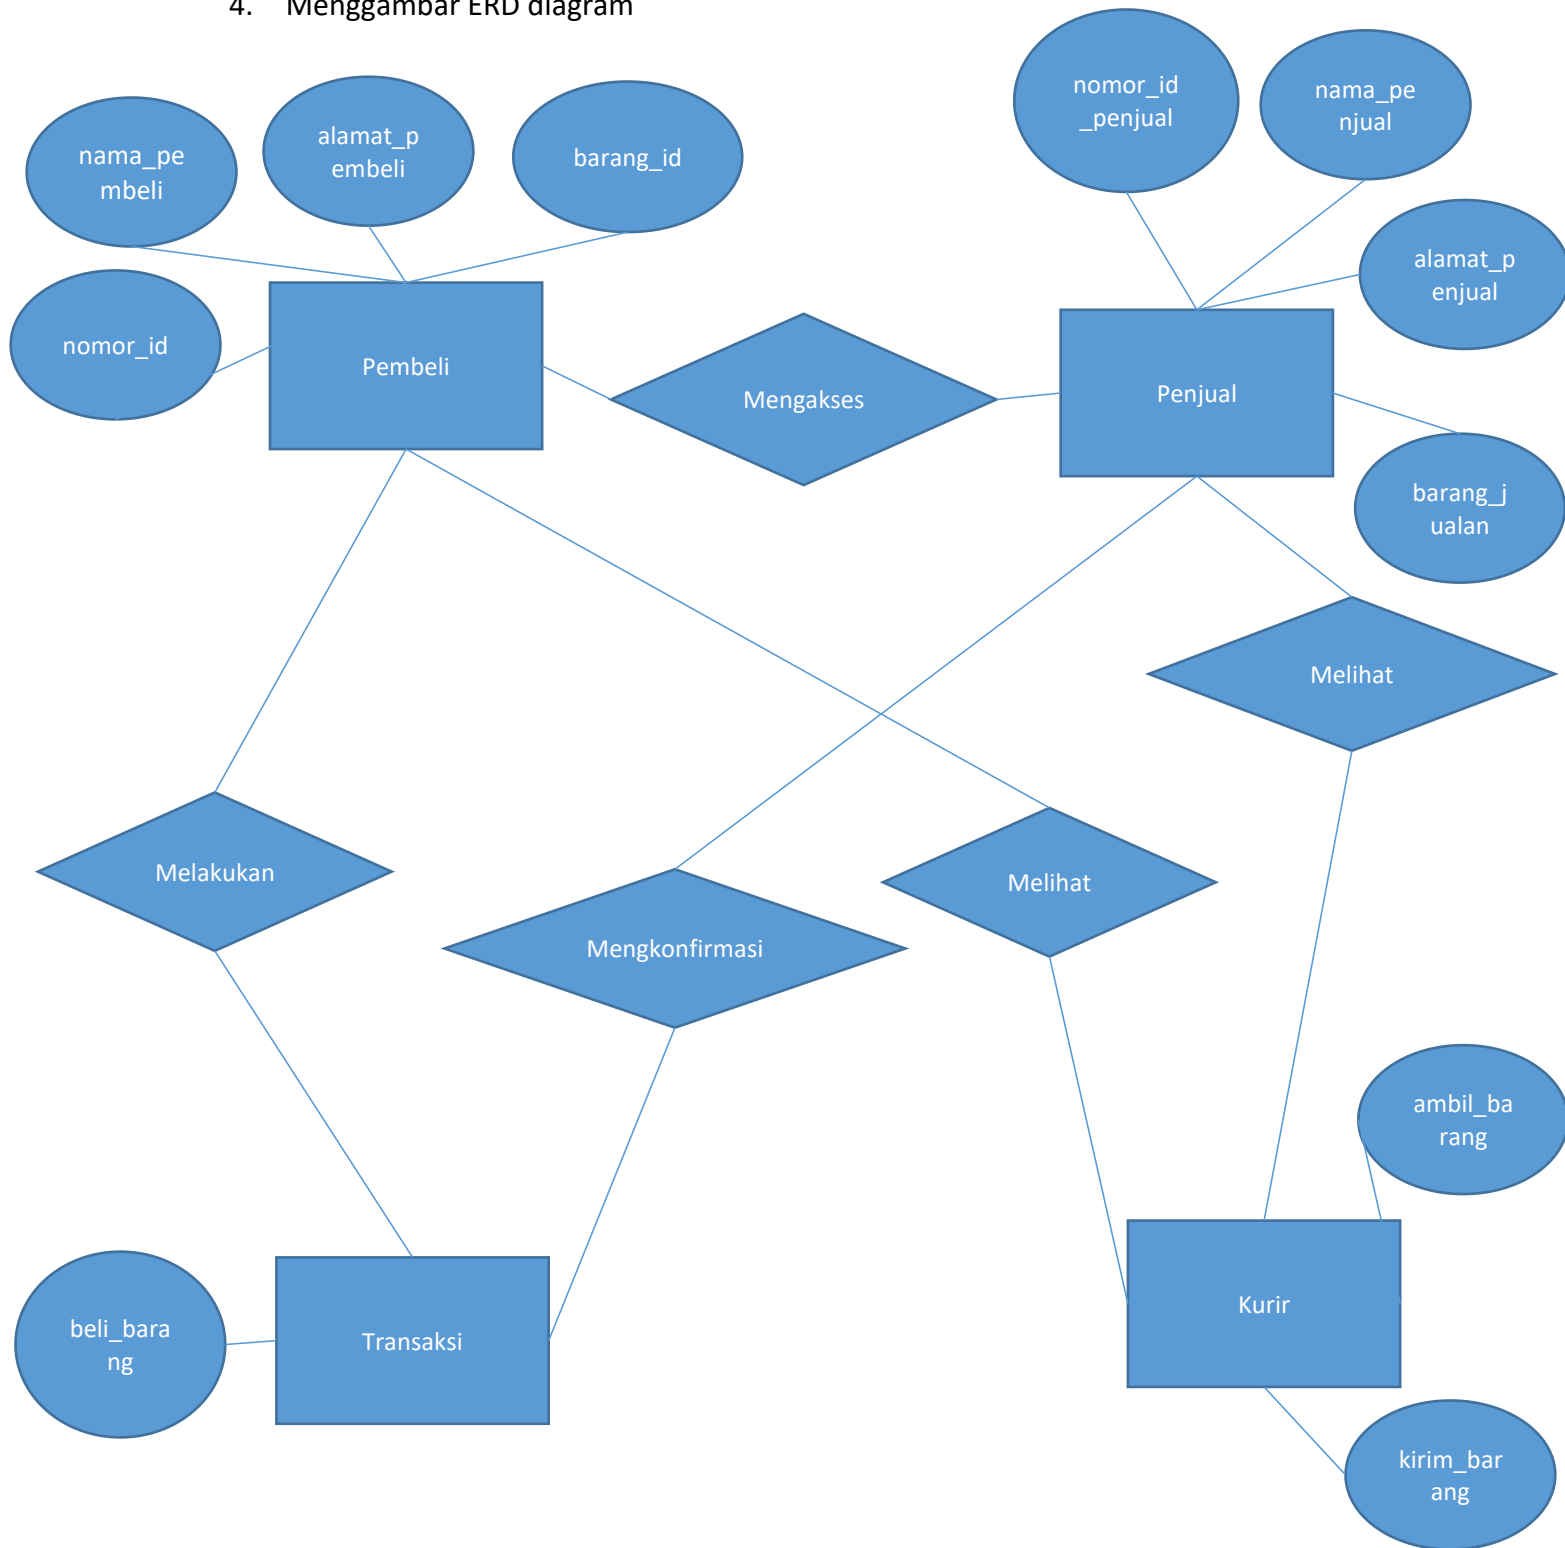 4. Menggambar ERD diagram
nomor_id
_penjual
nama_pe
njual
alamat_p
embeli
nama_pe
mbeli
barang_id
alamat_p
enjual
nomor_id
Pembeli
Mengakses
Penjual
barang_j
ualan
Melihat
Melakukan
Melihat
Mengkonfirmasi
ambil_ba
rang
Kurir
beli_bara
ng
Transaksi
kirim_bar
ang